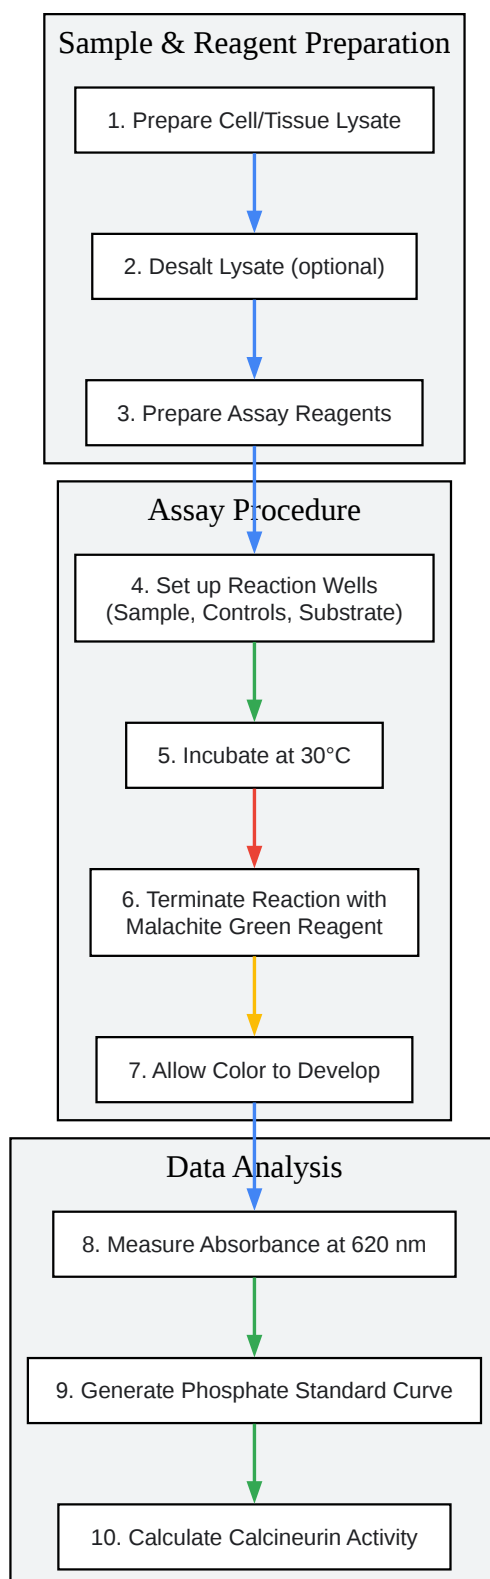 Sample & Reagent Preparation
1. Prepare Cell/Tissue Lysate
2. Desalt Lysate (optional)
3. Prepare Assay Reagents
Assay Procedure
4. Set up Reaction Wells
(Sample, Controls, Substrate)
5. Incubate at 30°C
6. Terminate Reaction with
Malachite Green Reagent
7. Allow Color to Develop
Data Analysis
8. Measure Absorbance at 620 nm
9. Generate Phosphate Standard Curve
10. Calculate Calcineurin Activity